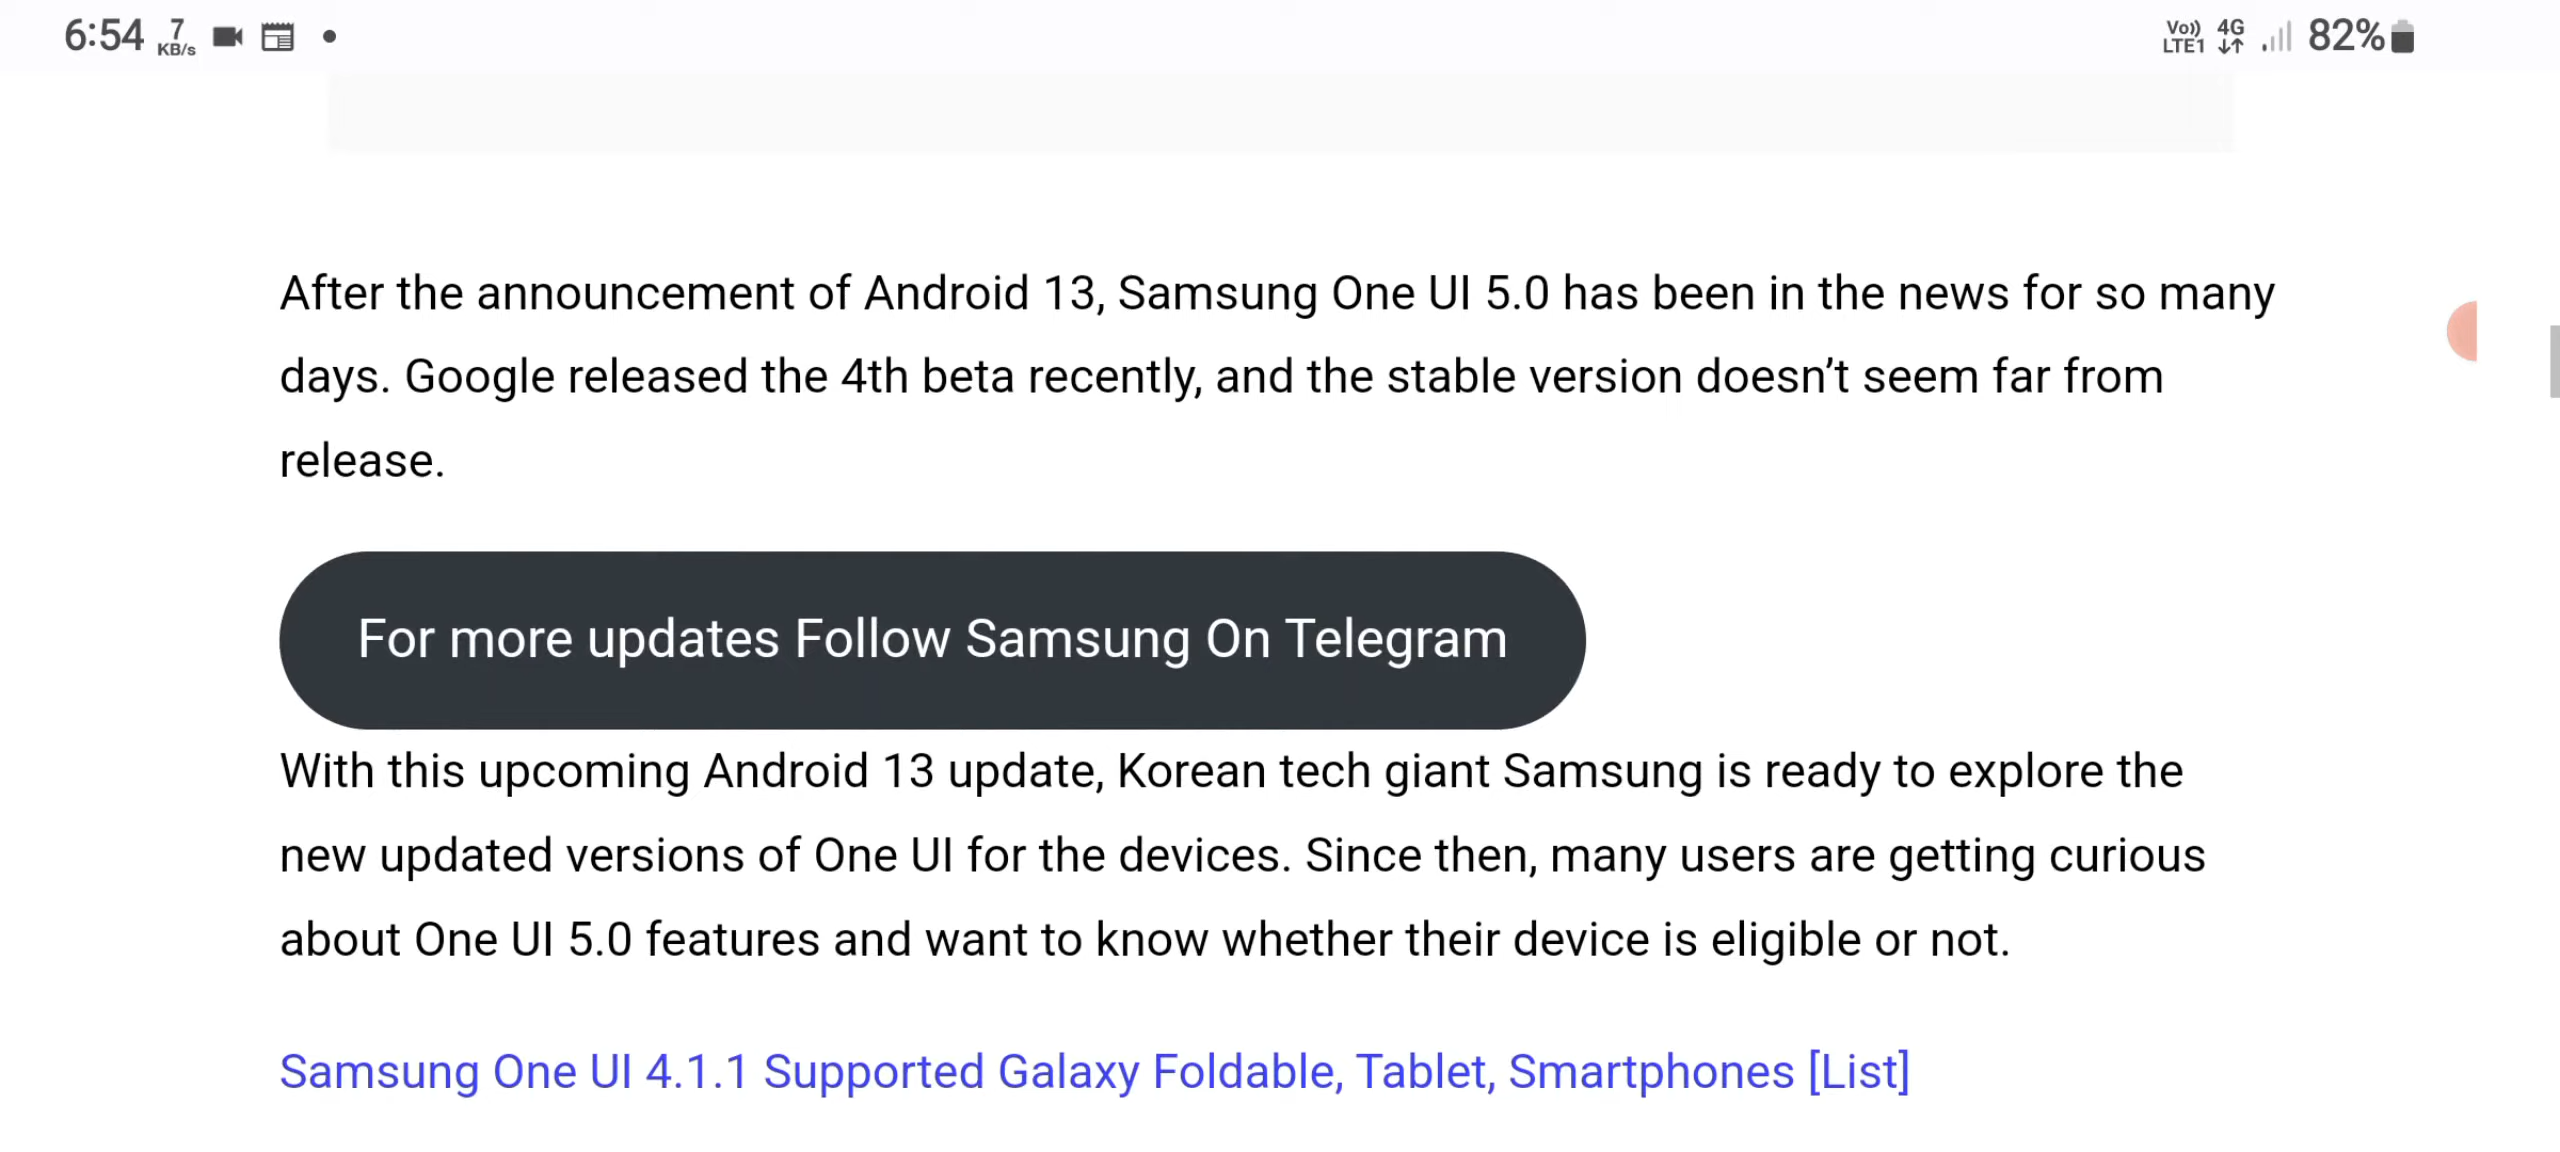 6:54 7 KB/s Vo)) LTE1 4G 82%
After the announcement of Android 13, Samsung One UI 5.0 has been in the news for so many
days. Google released the 4th beta recently, and the stable version doesn’t seem far from
release.
For more updates Follow Samsung On Telegram
With this upcoming Android 13 update, Korean tech giant Samsung is ready to explore the
new updated versions of One UI for the devices. Since then, many users are getting curious
about One UI 5.0 features and want to know whether their device is eligible or not.
Samsung One UI 4.1.1 Supported Galaxy Foldable, Tablet, Smartphones [List]